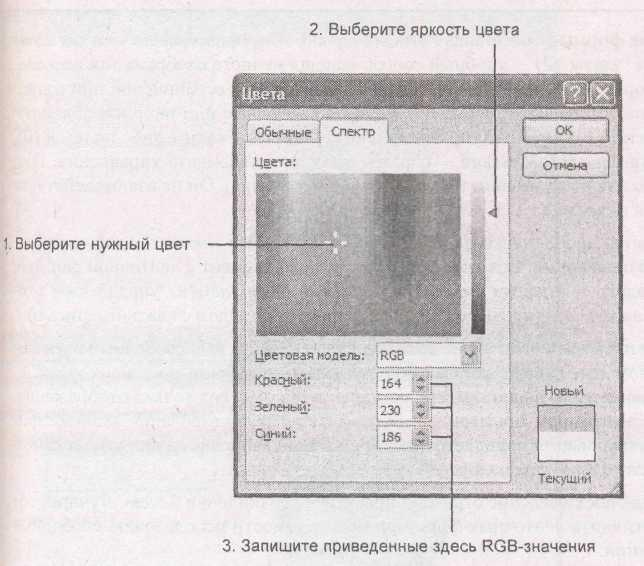 2. Выберите яркость цвета
Цвета
Обычные Спектр
ОК
Отмена
Цвета:
1. Выберите нужный цвет
Цветовая модель: RGB
Красный: 164
Зеленый: 230
Синий: 186
Новый
Текущий
3. Запишите приведенные здесь RGB-значения